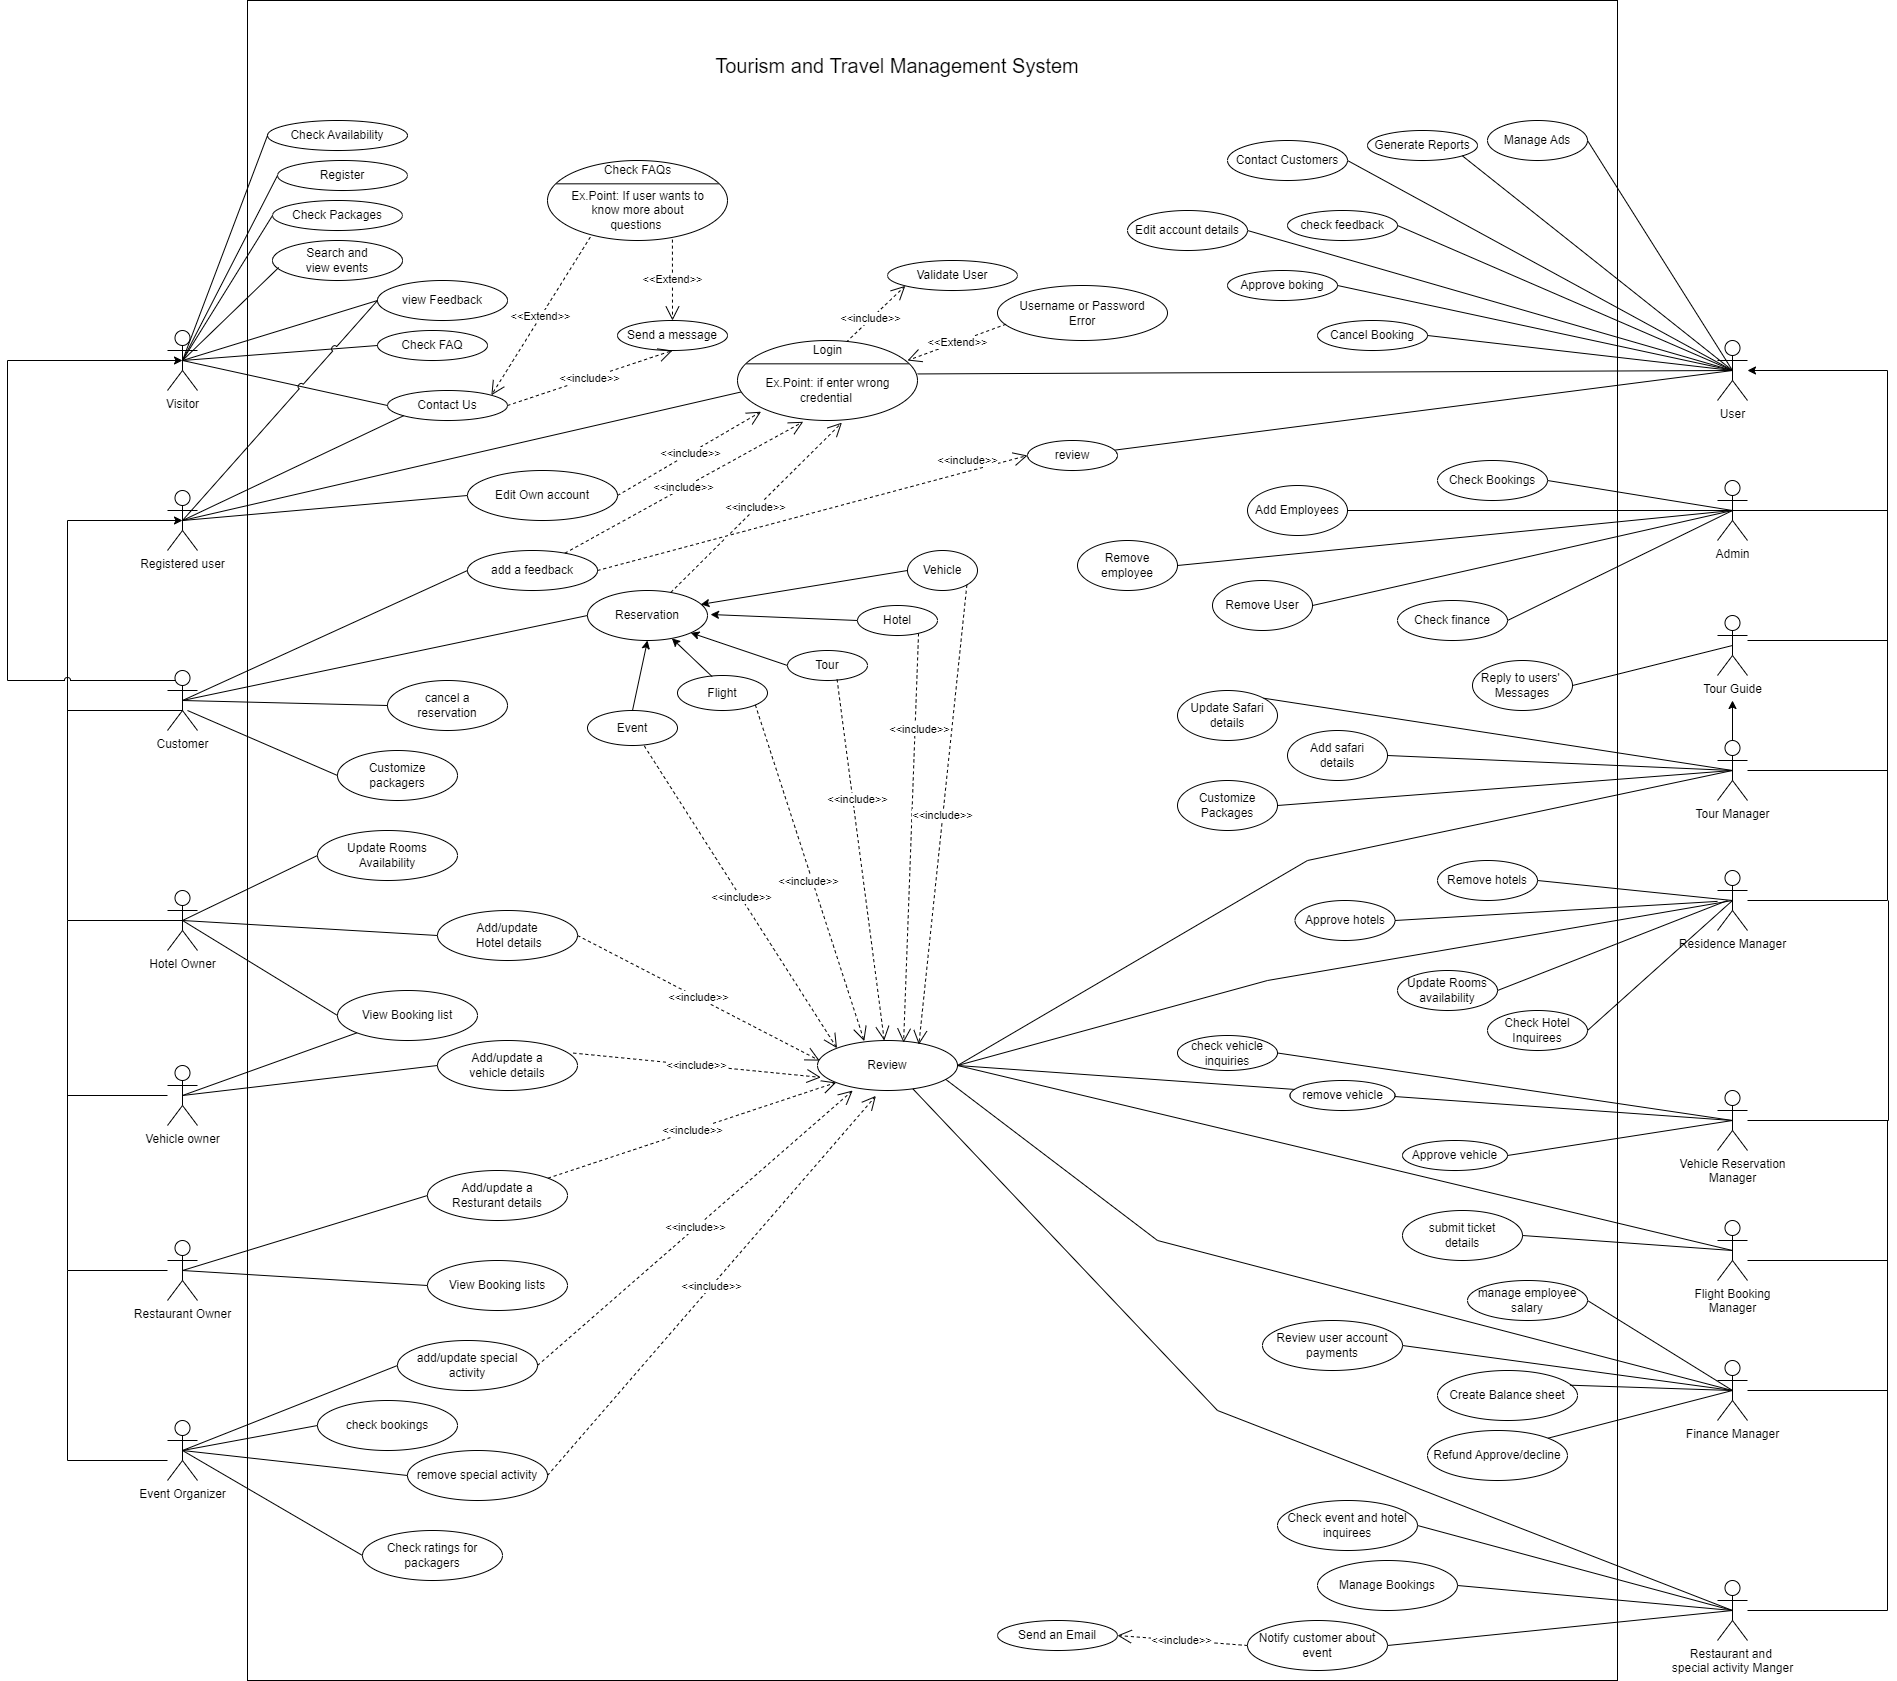 Tourism and Travel Management System
Check Availability
Register
Check Packages
Search and
view events
view Feedback
Check FAQ
Contact Us
Visitor
Check FAQs
Ex.Point: If user wants to
know more about
questions
<<Extend>>
<<Extend>>
Send a message
<<include>>
Validate User
<<include>>
Username or Password
Error
<<Extend>>
Login
Ex.Point: if enter wrong
credential
Contact Customers
Generate Reports
Manage Ads
Edit account details
check feedback
Approve boking
Cancel Booking
User
review
<<include>>
<<include>>
<<include>>
<<include>>
Edit Own account
Registered user
add a feedback
Reservation
Vehicle
Hotel
Tour
Flight
Event
cancel a
reservation
Customer
Customize
packagers
Check Bookings
Add Employees
Remove
employee
Remove User
Check finance
Admin
Reply to users'
Messages
Tour Guide
Update Safari
details
Add safari
details
Customize
Packages
Tour Manager
<<include>>
<<include>>
<<include>>
<<include>>
<<include>>
Update Rooms
Availability
Add/update
Hotel details
Hotel Owner
<<include>>
View Booking list
Add/update a
vehicle details
Vehicle owner
<<include>>
Review
Remove hotels
Approve hotels
Residence Manager
Update Rooms
availability
Check Hotel
Inquirees
check vehicle
inquiries
remove vehicle
Approve vehicle
Vehicle Reservation
Manager
<<include>>
Add/update a
Resturant details
<<include>>
View Booking lists
Restaurant Owner
<<include>>
submit ticket
details
Flight Booking
Manager
manage employee
salary
Review user account
payments
Create Balance sheet
Refund Approve/decline
Finance Manager
add/update special
activity
check bookings
remove special activity
Event Organizer
Check ratings for
packagers
Check event and hotel
inquirees
Manage Bookings
Send an Email
<<include>>
Notify customer about
event
Restaurant and
special activity Manger